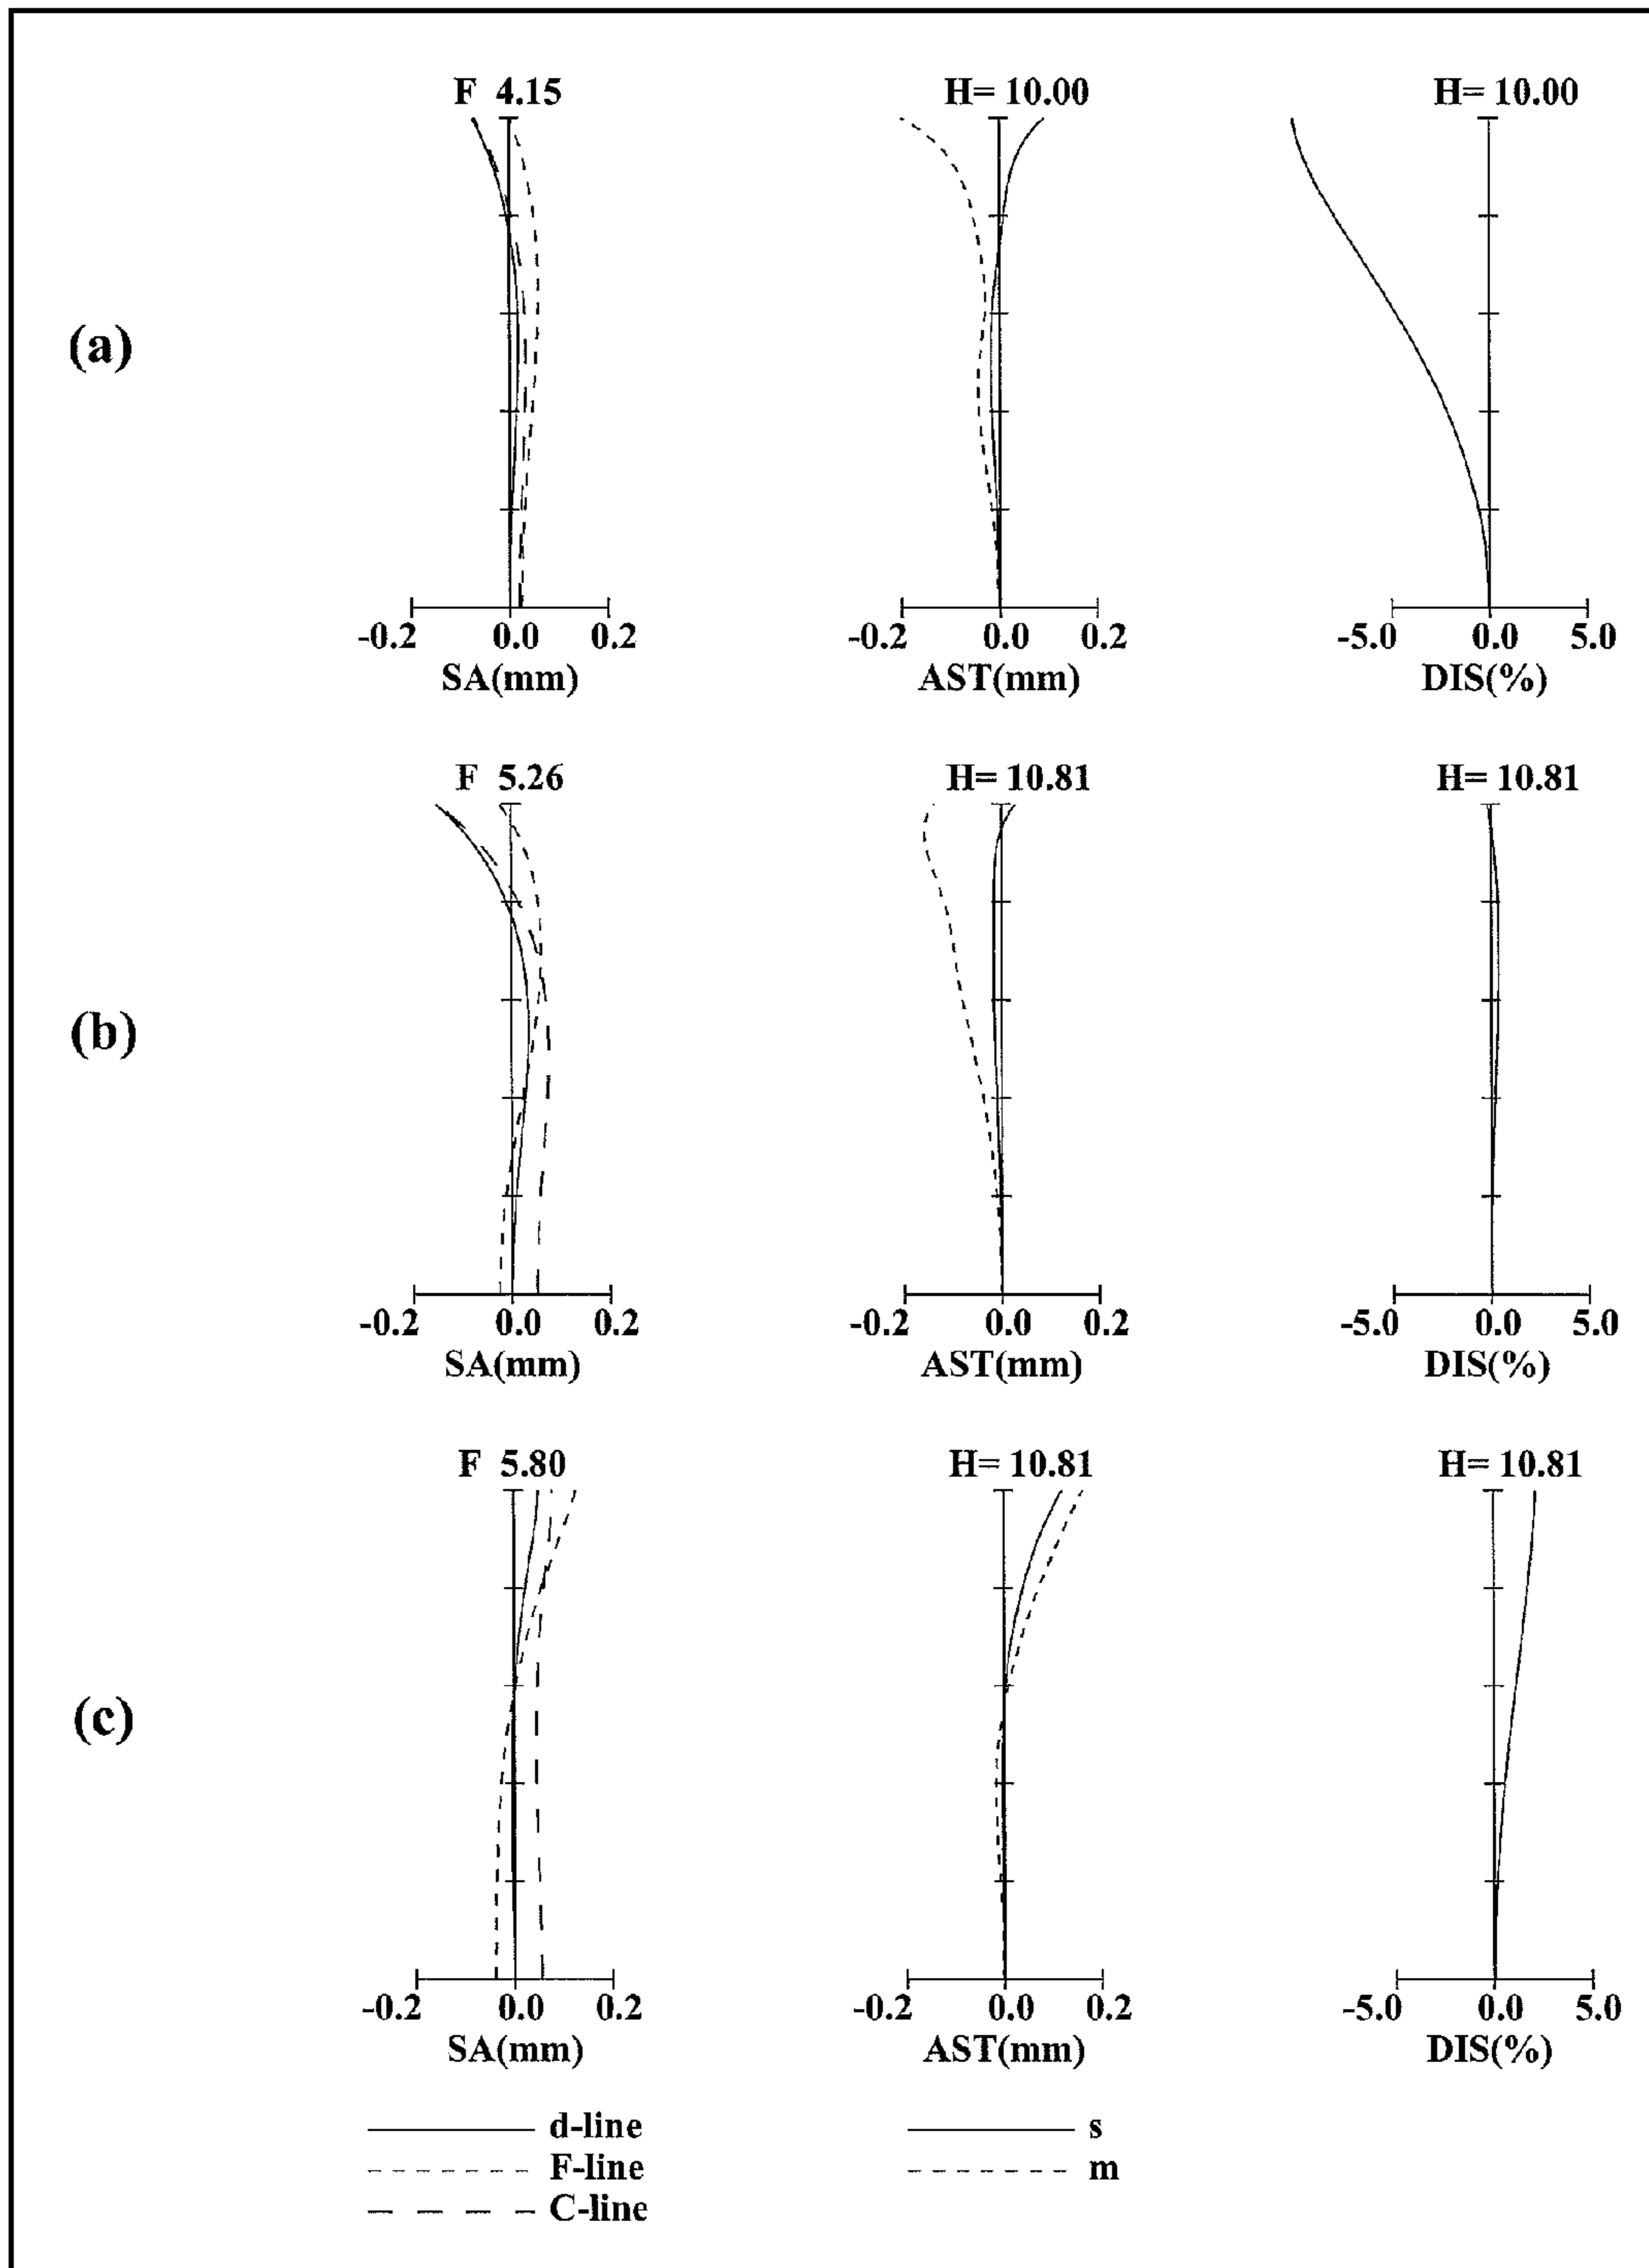 F 4.15 H= 10.00 H= 10.00
(a)
-0.2 0.0 0.2 -0.2 0.0 0.2 -5.0 0.0 5.0
SA(mm) AST(mm) DIS(%)
F 5.26 H= 10.81 H= 10.81
(b)
-0.2 0.0 0.2 -0.2 0.0 0.2 -5.0 0.0 5.0
SA(mm) AST(mm) DIS(%)
F 5.80 H= 10.81 H= 10.81
(c)
-0.2 0.0 0.2 -0.2 0.0 0.2 -5.0 0.0 5.0
SA(mm) AST(mm) DIS(%)
d-line s
F-line m
C-line